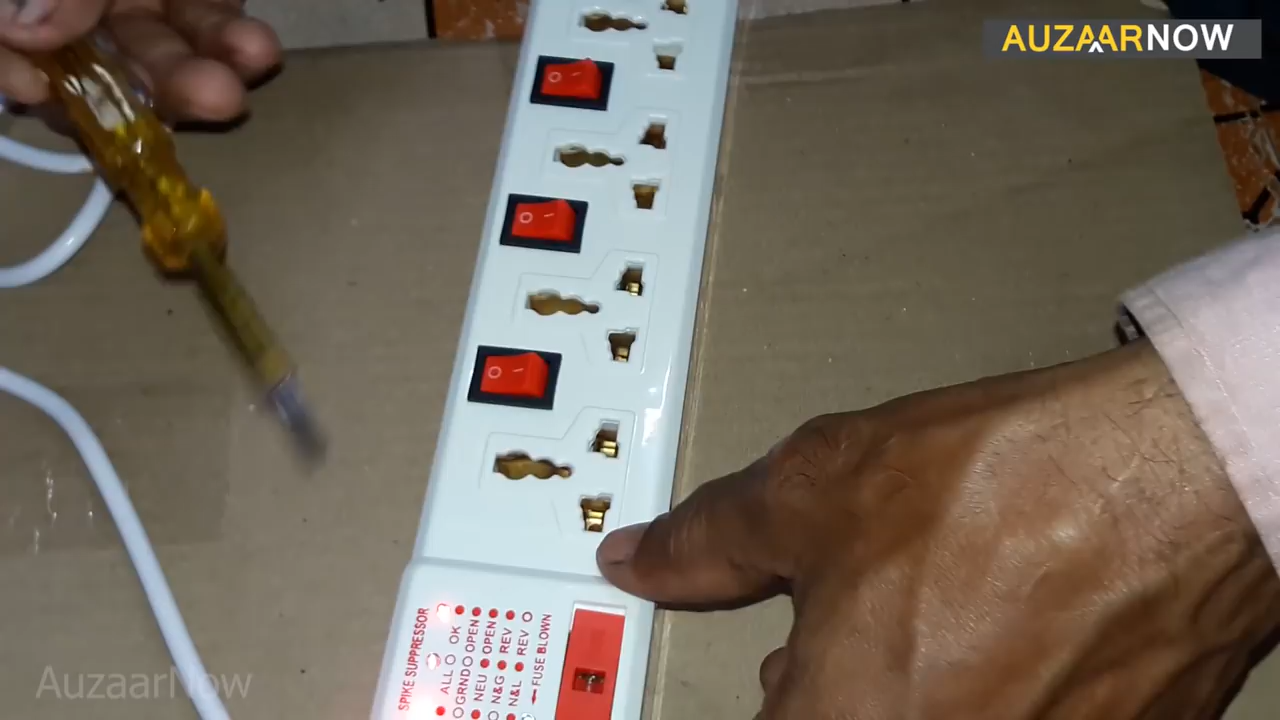 AUZAARNOW
SPIKE SUPPRESSOR
ALL OK
GRND OPEN
NEU OPEN
N&G REV
N&L REV
FUSE BLOWN
AuzaarNow